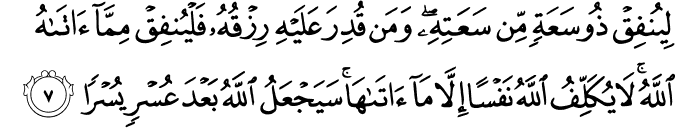 لِيُنفِقْ ذُو سَعَةٍ مِّن سَعَتِهِۦ ۖ وَمَن قُدِرَ عَلَيْهِ رِزْقُهُۥ فَلْيُنفِقْ مِمَّآ ءَاتَىٰهُ
ٱللَّهُ ۚ لَا يُكَلِّفُ ٱللَّهُ نَفْسًا إِلَّا مَآ ءَاتَىٰهَا ۚ سَيَجْعَلُ ٱللَّهُ بَعْدَ عُسْرٍ يُسْرًا ٧